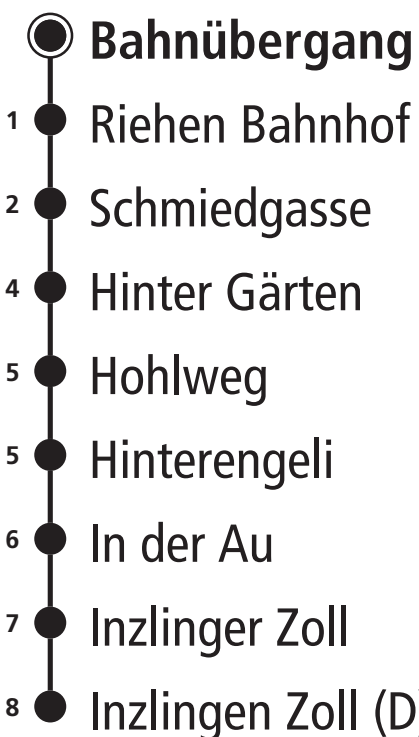 Bahnübergang
1 Riehen Bahnhof
2 Schmiedgasse
4 Hinter Gärten
5 Hohlweg
5 Hinterengeli
6 In der Au
7 Inzlinger Zoll
8 Inzlingen Zoll (D)